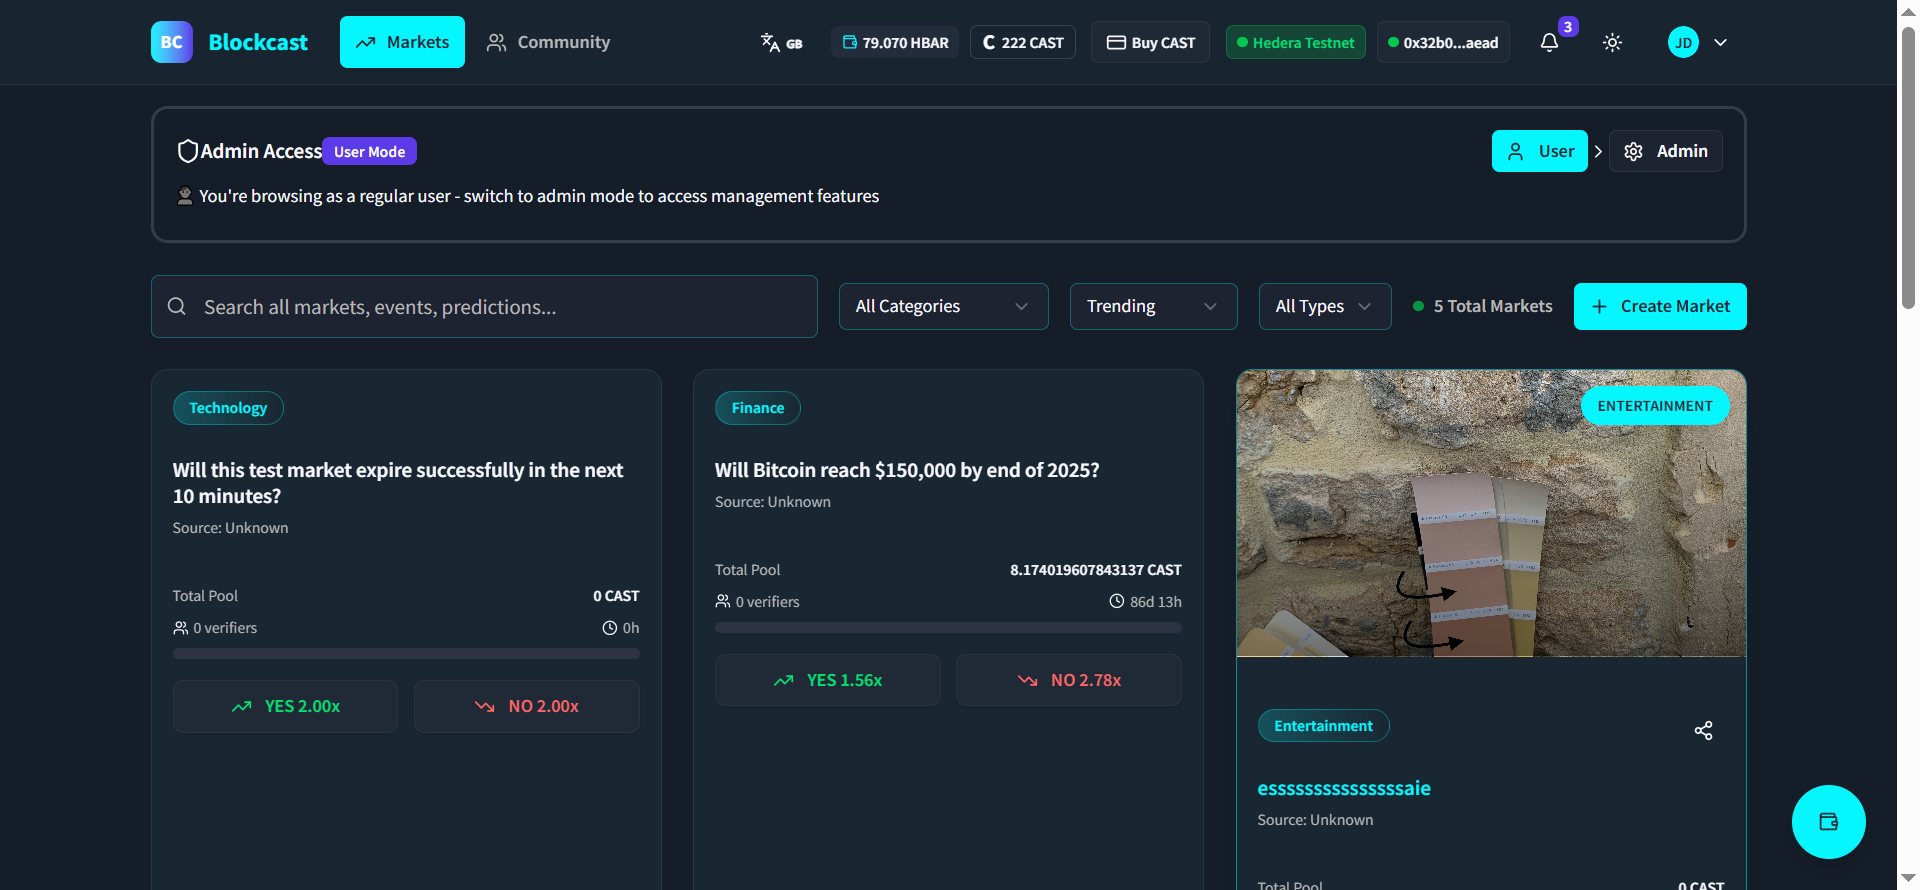 BC Blockcast Markets Community GB 79.070 HBAR C 222 CAST Buy CAST Hedera Testnet 0x32b0...aead 3 JD
Admin Access User Mode User Admin
You're browsing as a regular user - switch to admin mode to access management features
Search all markets, events, predictions... All Categories Trending All Types 5 Total Markets Create Market
Technology
Will this test market expire successfully in the next
10 minutes?
Source: Unknown
Total Pool 0 CAST
0 verifiers 0h
YES 2.00x NO 2.00x
Finance
Will Bitcoin reach $150,000 by end of 2025?
Source: Unknown
Total Pool 8.174019607843137 CAST
0 verifiers 86d 13h
YES 1.56x NO 2.78x
ENTERTAINMENT
Entertainment
esssssssssssssssaie
Source: Unknown
Total Pool 0 CAST